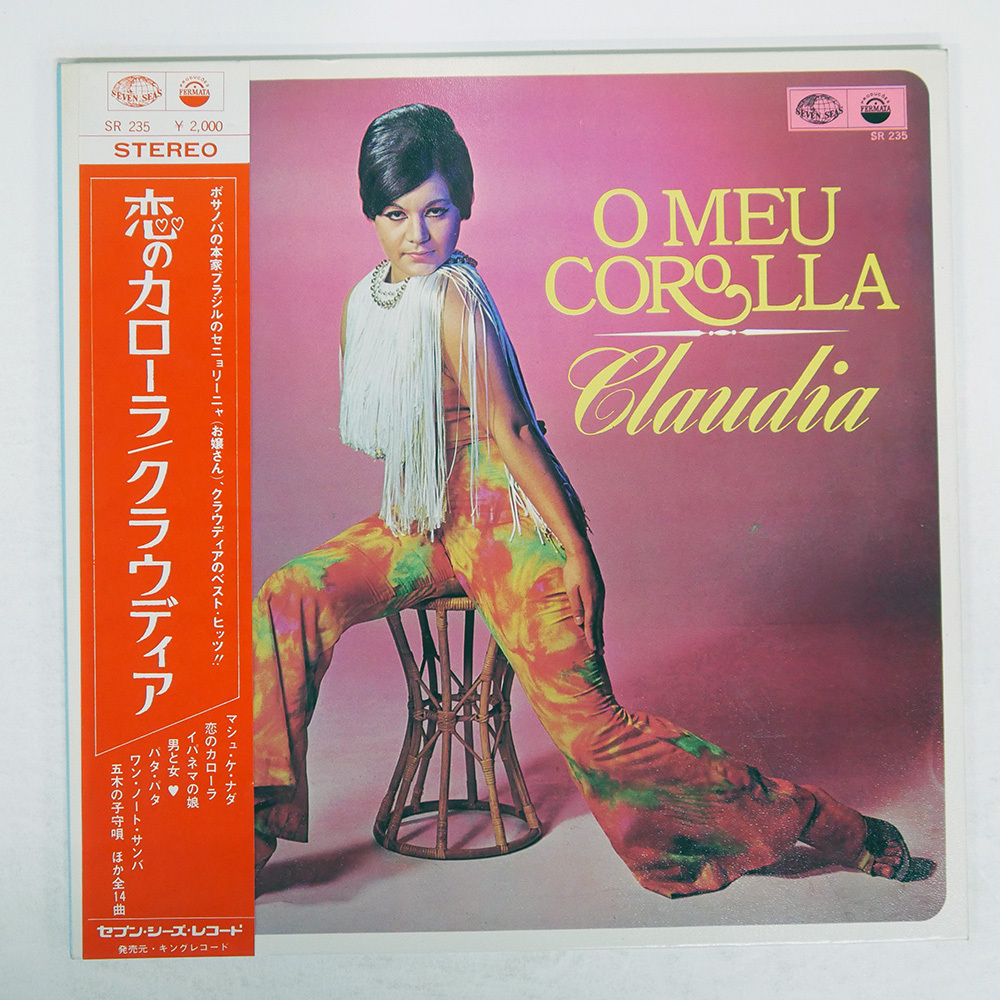 SEVEN SEAS
FERMATA
SR 235 ¥ 2,000
STEREO
恋のカローラ/クラウディア
ボサノバの本家ブラジルのセニョリーニャ(お嬢さん)、クラウディアのベスト・ヒッツ!!
マシュ・ケ・ナダ
恋のカローラ
イパネマの娘
男と女♥
パタ・パタ
ワン・ノート・サンバ
五木の子守唄 ほか全14曲
セブン・シーズ・レコード
発売元・キングレコード
SEVEN SEAS
FERMATA
SR 235
O MEU
COROLLA
Claudia